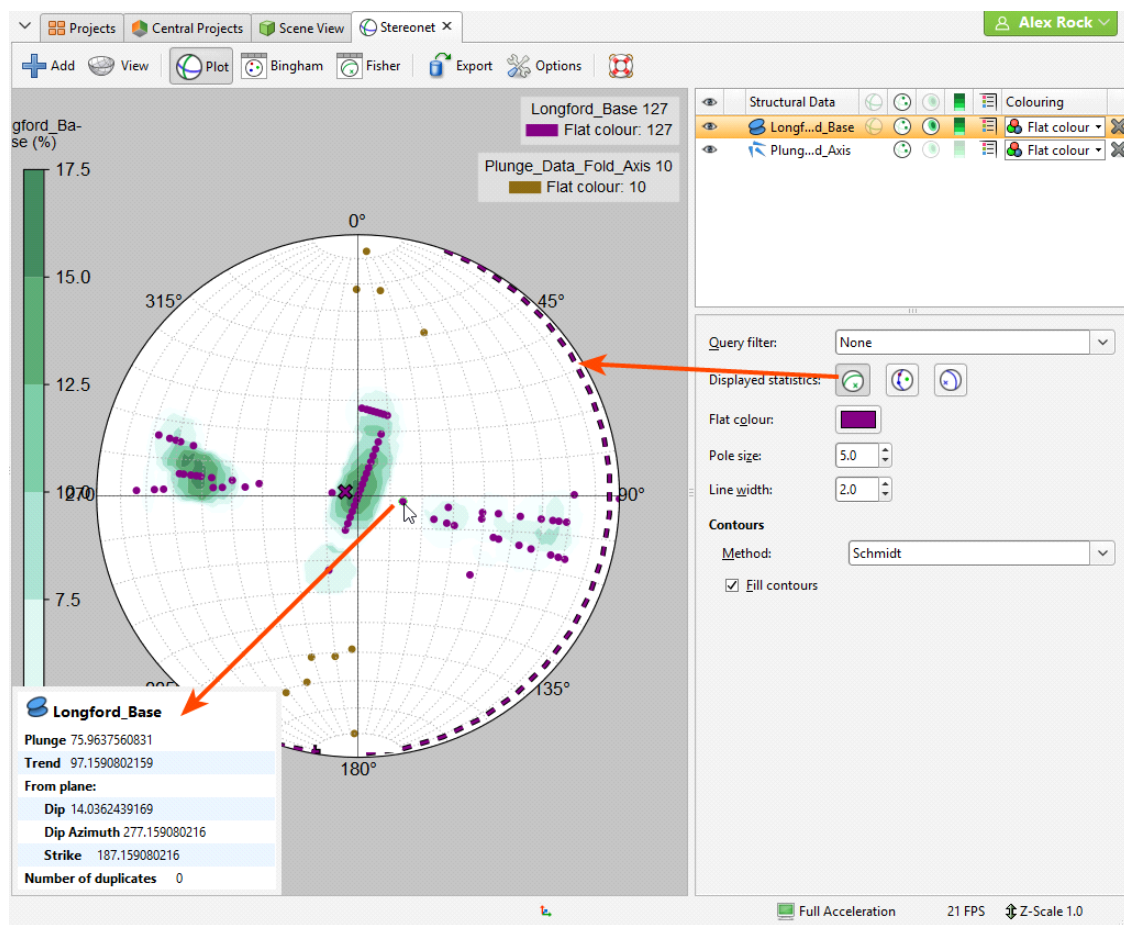 Projects Central Projects Scene View Stereonet ×
Alex Rock
Add View Plot Bingham Fisher Export Options
gford_Ba-
se (%)
17.5
15.0
12.5
7.5
Longford_Base 127
Flat colour: 127
Plunge_Data_Fold_Axis 10
Flat colour: 10
0°
45°
90°
135°
180°
270
315°
Structural Data Colouring
Longf...d_Base Flat colour
Plung...d_Axis Flat colour
Query filter: None
Displayed statistics:
Flat colour:
Pole size: 5.0
Line width: 2.0
Contours
Method: Schmidt
Fill contours
Longford_Base
Plunge 75.9637560831
Trend 97.1590802159
From plane:
Dip 14.0362439169
Dip Azimuth 277.159080216
Strike 187.159080216
Number of duplicates 0
Full Acceleration 21 FPS Z-Scale 1.0